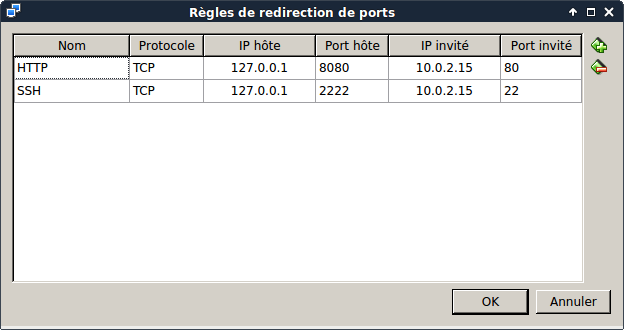 Règles de redirection de ports
Nom Protocole IP hôte Port hôte IP invité Port invité
HTTP TCP 127.0.0.1 8080 10.0.2.15 80
SSH TCP 127.0.0.1 2222 10.0.2.15 22
OK Annuler